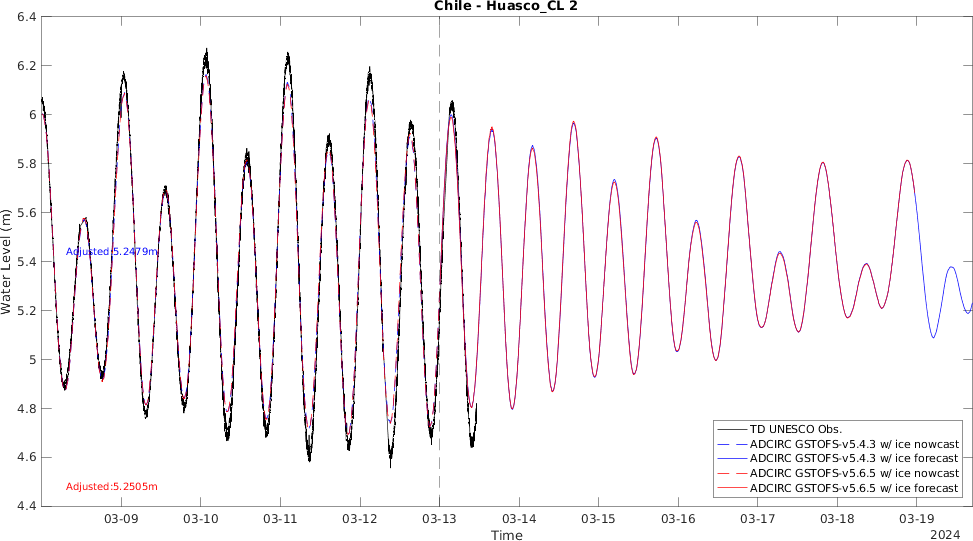 Chile - Huasco_CL 2
6.4
6.2
6
5.8
5.6
5.4
5.2
5
4.8
4.6
4.4
Water Level (m)
Adjusted:5.2479m
Adjusted:5.2505m
TD UNESCO Obs.
ADCIRC GSTOFS-v5.4.3 w/ ice nowcast
ADCIRC GSTOFS-v5.4.3 w/ ice forecast
ADCIRC GSTOFS-v5.6.5 w/ ice nowcast
ADCIRC GSTOFS-v5.6.5 w/ ice forecast
03-09 03-10 03-11 03-12 03-13 03-14 03-15 03-16 03-17 03-18 03-19
Time
2024